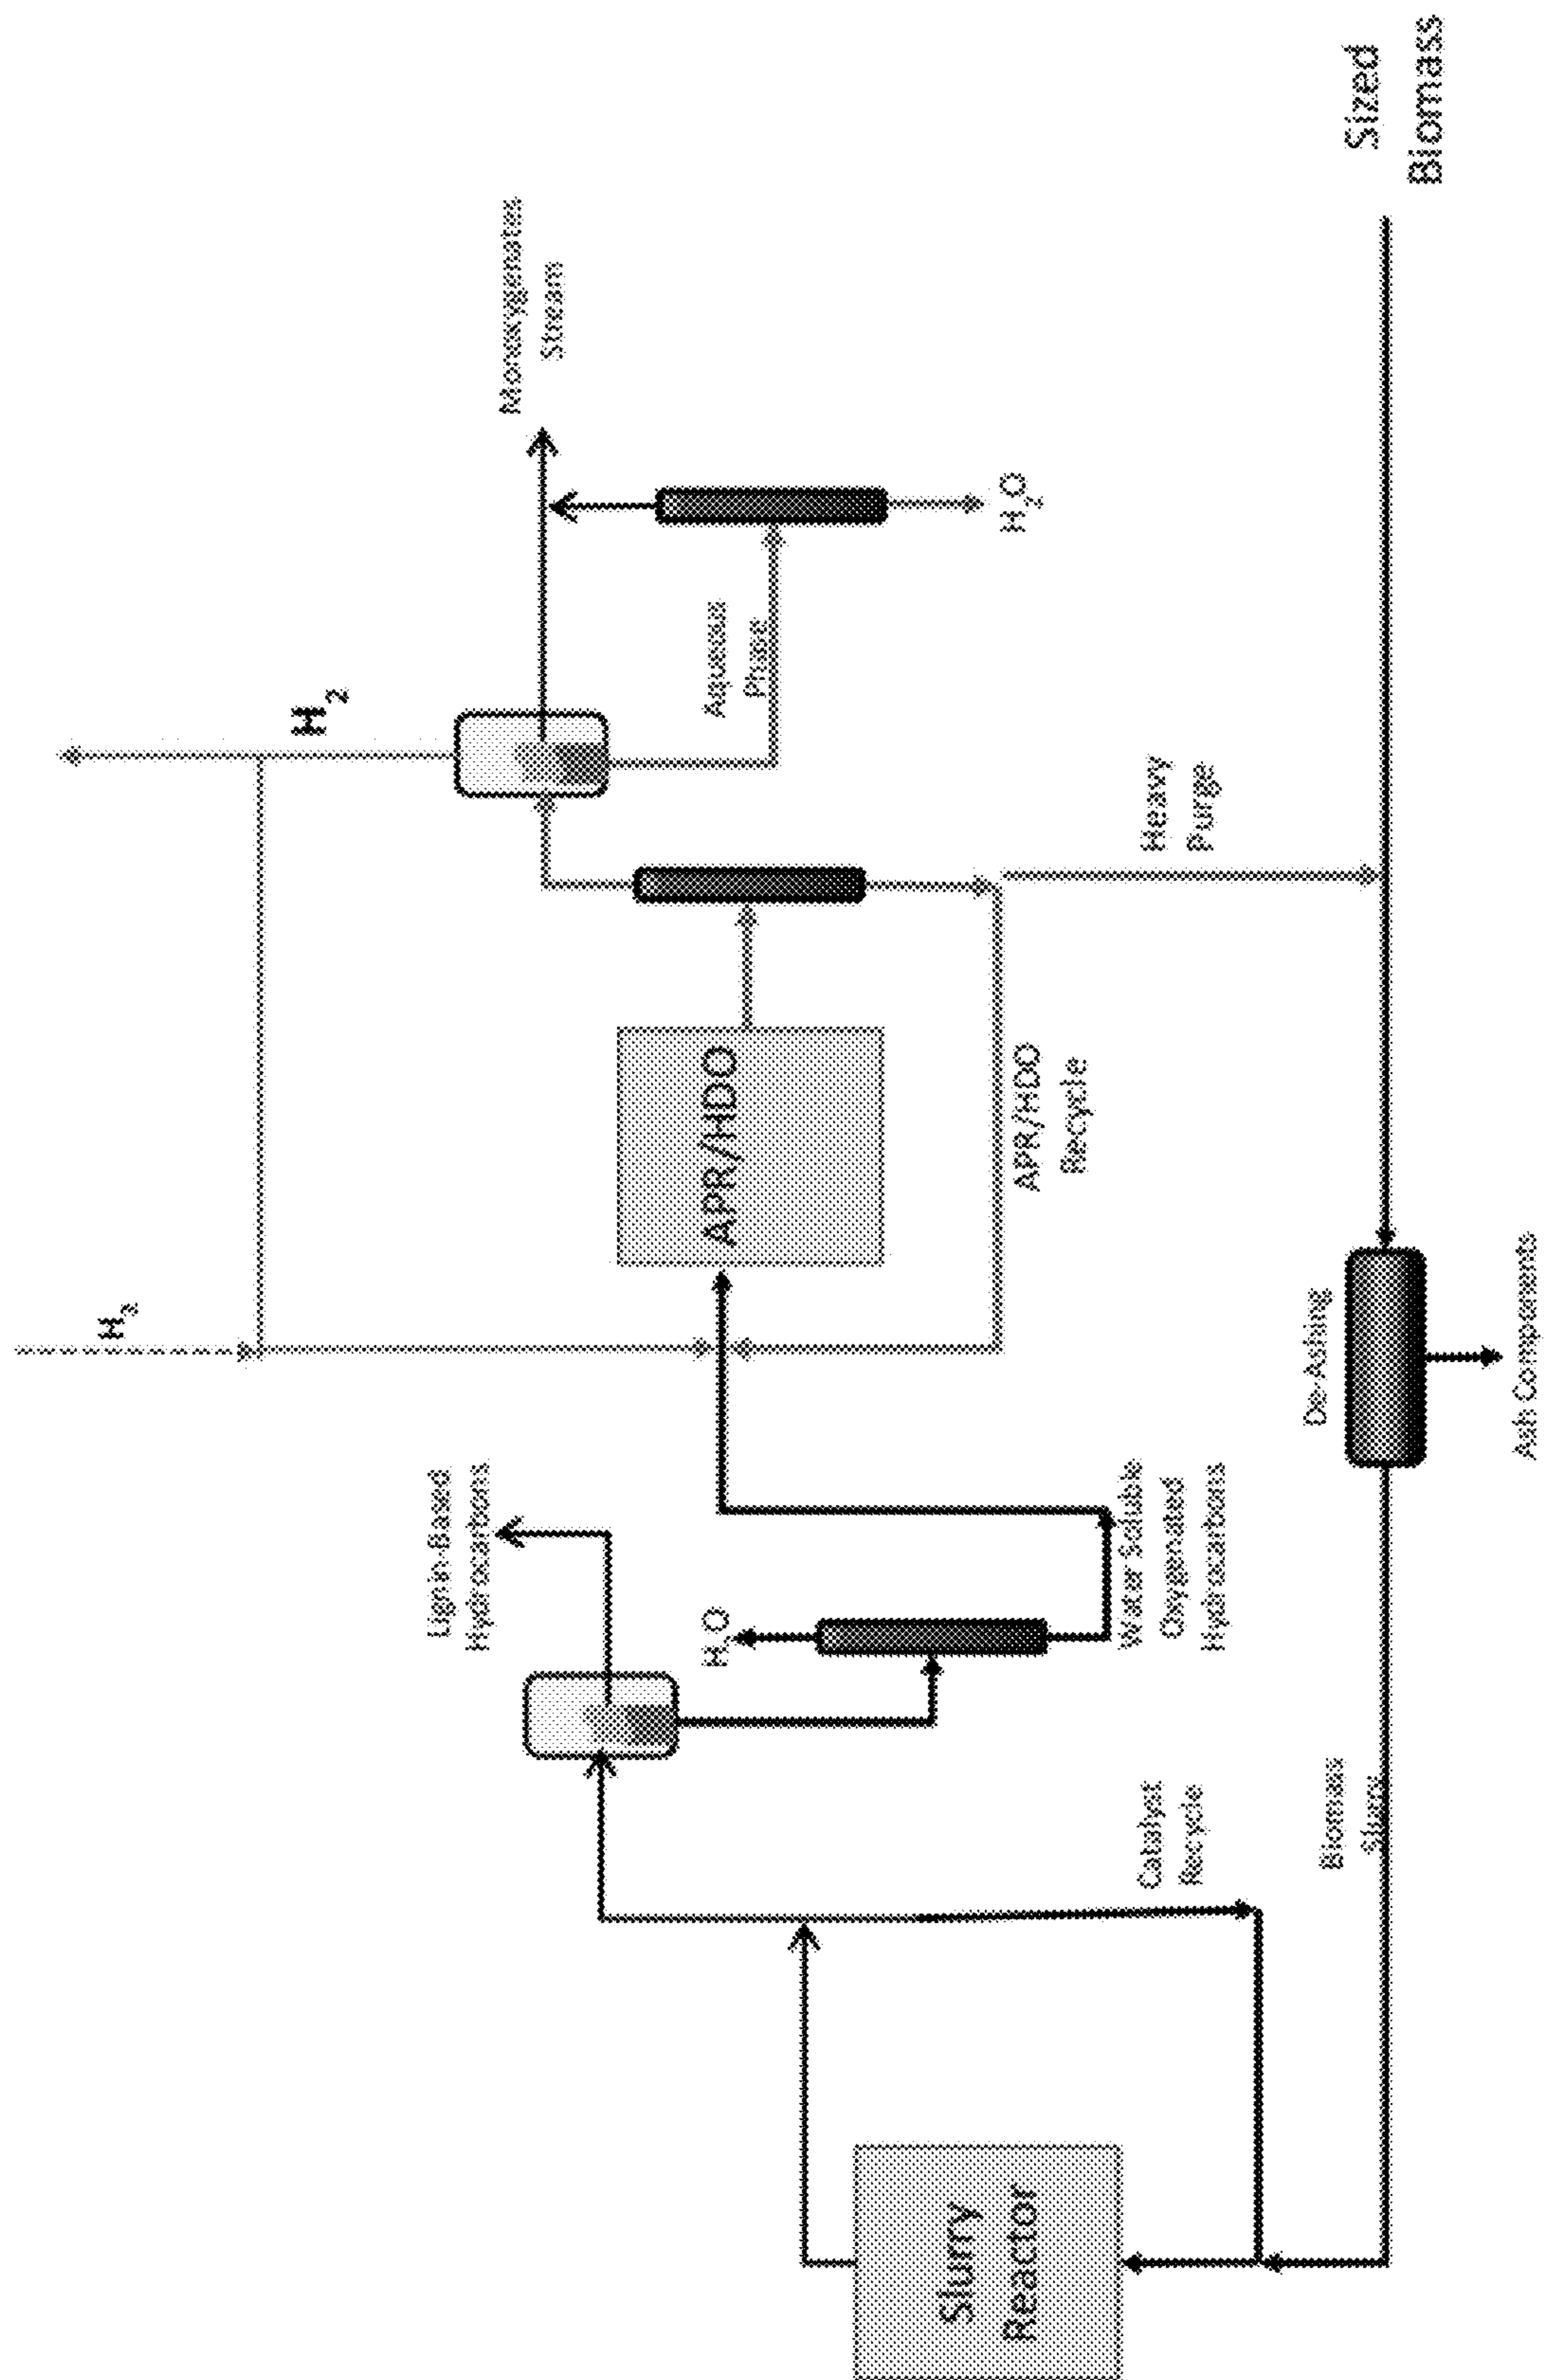 H₂
H₂
Lignin-Based
Hydrocarbons
Monoxygenates
Stream
H₂O
APR/HDO
Aqueous
Phase
Slurry
Reactor
H₂O
APR/HDO
Recycle
Water Soluble
Oxygenated
Hydrocarbons
Catalyst
Recycle
Heavy
Purge
De-Ashing
Biomass
Slurry
Sized
Biomass
Ash Components